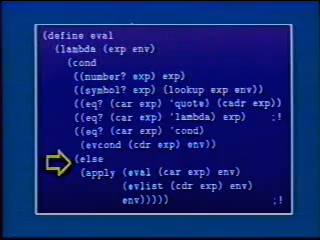 (define eval
(lambda (exp env)
(cond
((number? exp) exp)
((symbol? exp) (lookup exp env))
((eq? (car exp) 'quote) (cadr exp))
((eq? (car exp) 'lambda) exp) ;!
((eq? (car exp) 'cond)
(evcond (cdr exp) env))
(else
(apply (eval (car exp) env)
(evlist (cdr exp) env)
env))))) ;!